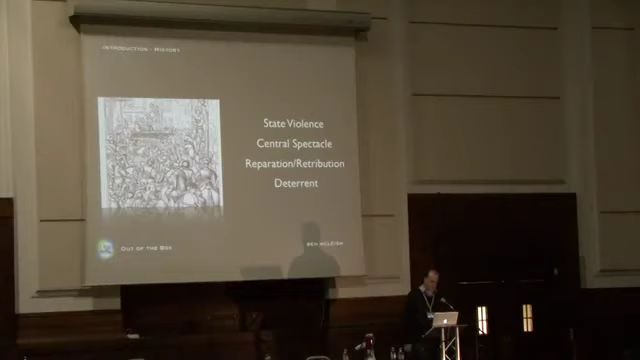 INTRODUCTION - HISTORY
State Violence
Central Spectacle
Reparation/Retribution
Deterrent
OUT OF THE BOX
BEN MCLEISH